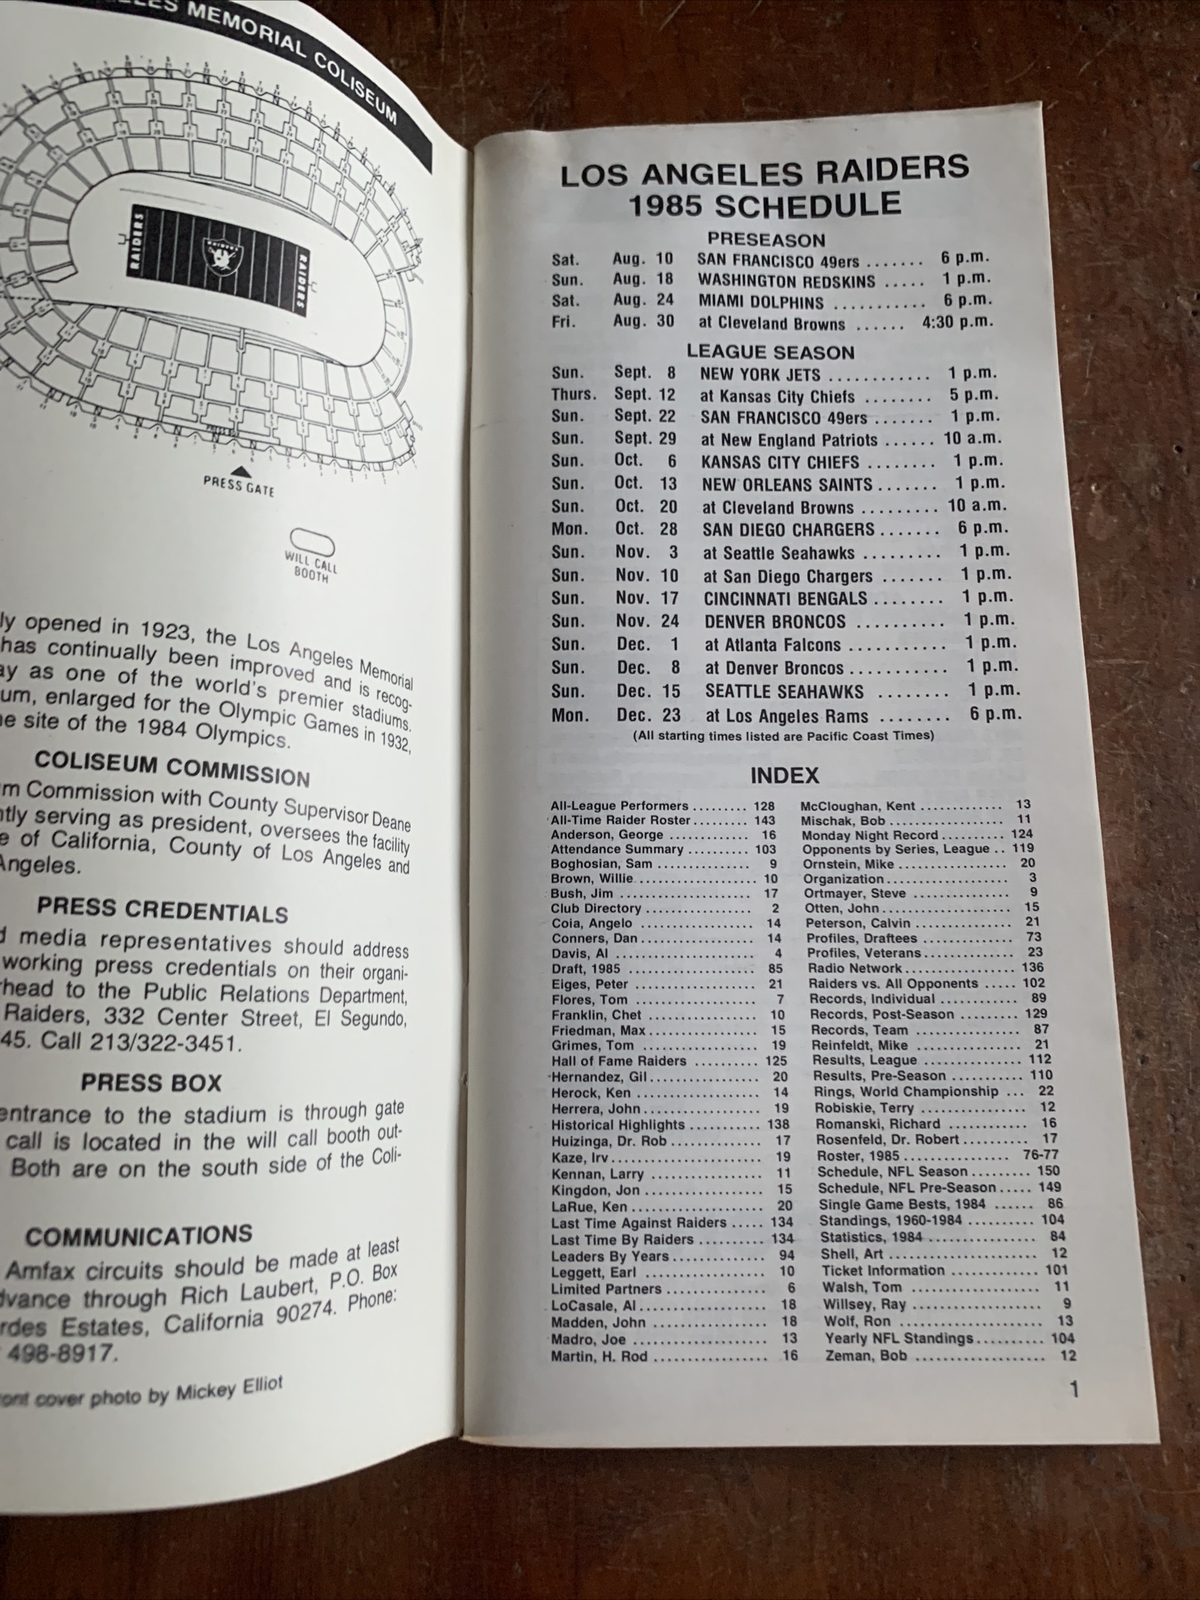 ELES MEMORIAL COLISEUM
RAIDERS
RAIDERS
RAIDERS
PRESS GATE
WILL CALL
BOOTH
ly opened in 1923, the Los Angeles Memorial
has continually been improved and is recog-
ay as one of the world's premier stadiums.
um, enlarged for the Olympic Games in 1932,
e site of the 1984 Olympics.
COLISEUM COMMISSION
m Commission with County Supervisor Deane
ntly serving as president, oversees the facility
e of California, County of Los Angeles and
Angeles.
PRESS CREDENTIALS
d media representatives should address
working press credentials on their organi-
rhead to the Public Relations Department,
Raiders, 332 Center Street, El Segundo,
45. Call 213/322-3451.
PRESS BOX
entrance to the stadium is through gate
call is located in the will call booth out-
Both are on the south side of the Coli-
COMMUNICATIONS
Amfax circuits should be made at least
dvance through Rich Laubert, P.O. Box
rdes Estates, California 90274. Phone:
498-8917.
ont cover photo by Mickey Elliot
LOS ANGELES RAIDERS
1985 SCHEDULE
PRESEASON
Sat. Aug. 10 SAN FRANCISCO 49ers ....... 6 p.m.
Sun. Aug. 18 WASHINGTON REDSKINS ..... 1 p.m.
Sat. Aug. 24 MIAMI DOLPHINS .......... 6 p.m.
Fri. Aug. 30 at Cleveland Browns ...... 4:30 p.m.
LEAGUE SEASON
Sun. Sept. 8 NEW YORK JETS ............ 1 p.m.
Thurs. Sept. 12 at Kansas City Chiefs ........ 5 p.m.
Sun. Sept. 22 SAN FRANCISCO 49ers ....... 1 p.m.
Sun. Sept. 29 at New England Patriots ...... 10 a.m.
Sun. Oct. 6 KANSAS CITY CHIEFS ........ 1 p.m.
Sun. Oct. 13 NEW ORLEANS SAINTS ....... 1 p.m.
Sun. Oct. 20 at Cleveland Browns ......... 10 a.m.
Mon. Oct. 28 SAN DIEGO CHARGERS ....... 6 p.m.
Sun. Nov. 3 at Seattle Seahawks ......... 1 p.m.
Sun. Nov. 10 at San Diego Chargers ....... 1 p.m.
Sun. Nov. 17 CINCINNATI BENGALS ........ 1 p.m.
Sun. Nov. 24 DENVER BRONCOS .......... 1 p.m.
Sun. Dec. 1 at Atlanta Falcons ........... 1 p.m.
Sun. Dec. 8 at Denver Broncos ........... 1 p.m.
Sun. Dec. 15 SEATTLE SEAHAWKS ........ 1 p.m.
Mon. Dec. 23 at Los Angeles Rams ........ 6 p.m.
(All starting times listed are Pacific Coast Times)
INDEX
All-League Performers ......... 128
All-Time Raider Roster ......... 143
Anderson, George ............. 16
Attendance Summary .......... 103
Boghosian, Sam ............... 9
Brown, Willie .................. 10
Bush, Jim ..................... 17
Club Directory ................. 2
Coia, Angelo .................. 14
Conners, Dan .................. 14
Davis, Al ...................... 4
Draft, 1985 .................... 85
Eiges, Peter ................... 21
Flores, Tom .................... 7
Franklin, Chet ................. 10
Friedman, Max ................. 15
Grimes, Tom ................... 19
Hall of Fame Raiders .......... 125
Hernandez, Gil ................. 20
Herock, Ken ................... 14
Herrera, John .................. 19
Historical Highlights ........... 138
Huizinga, Dr. Rob .............. 17
Kaze, Irv ...................... 19
Kennan, Larry ................. 11
Kingdon, Jon .................. 15
LaRue, Ken .................... 20
Last Time Against Raiders ..... 134
Last Time By Raiders .......... 134
Leaders By Years .............. 94
Leggett, Earl .................. 10
Limited Partners ............... 6
LoCasale, Al ................... 18
Madden, John ................. 18
Madro, Joe .................... 13
Martin, H. Rod ................. 16
McCloughan, Kent ............ 13
Mischak, Bob ................. 11
Monday Night Record .......... 124
Opponents by Series, League .. 119
Ornstein, Mike ................ 20
Organization .................. 3
Ortmayer, Steve ............... 9
Otten, John .................... 15
Peterson, Calvin ............... 21
Profiles, Draftees .............. 73
Profiles, Veterans .............. 23
Radio Network ................. 136
Raiders vs. All Opponents ..... 102
Records, Individual ............ 89
Records, Post-Season ......... 129
Records, Team ................ 87
Reinfeldt, Mike ................ 21
Results, League ............... 112
Results, Pre-Season ........... 110
Rings, World Championship ... 22
Robiskie, Terry ................ 12
Romanski, Richard ............ 16
Rosenfeld, Dr. Robert .......... 17
Roster, 1985 ................ 76-77
Schedule, NFL Season ......... 150
Schedule, NFL Pre-Season ..... 149
Single Game Bests, 1984 ...... 86
Standings, 1960-1984 .......... 104
Statistics, 1984 ................ 84
Shell, Art ...................... 12
Ticket Information ............. 101
Walsh, Tom ................... 11
Willsey, Ray ................... 9
Wolf, Ron ..................... 13
Yearly NFL Standings .......... 104
Zeman, Bob ................... 12
1